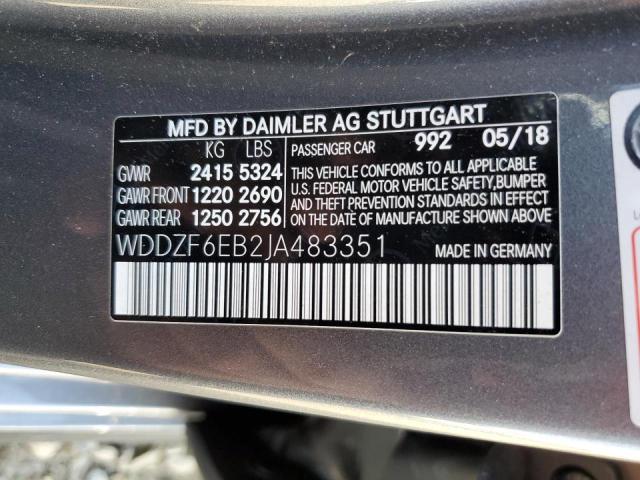 MFD BY DAIMLER AG STUTTGART
KG LBS
GVWR 2415 5324
GAWR FRONT 1220 2690
GAWR REAR 1250 2756
PASSENGER CAR 992 05/18
THIS VEHICLE CONFORMS TO ALL APPLICABLE
U.S. FEDERAL MOTOR VEHICLE SAFETY,BUMPER
AND THEFT PREVENTION STANDARDS IN EFFECT
ON THE DATE OF MANUFACTURE SHOWN ABOVE.
WDDZF6EB2JA483351 MADE IN GERMANY